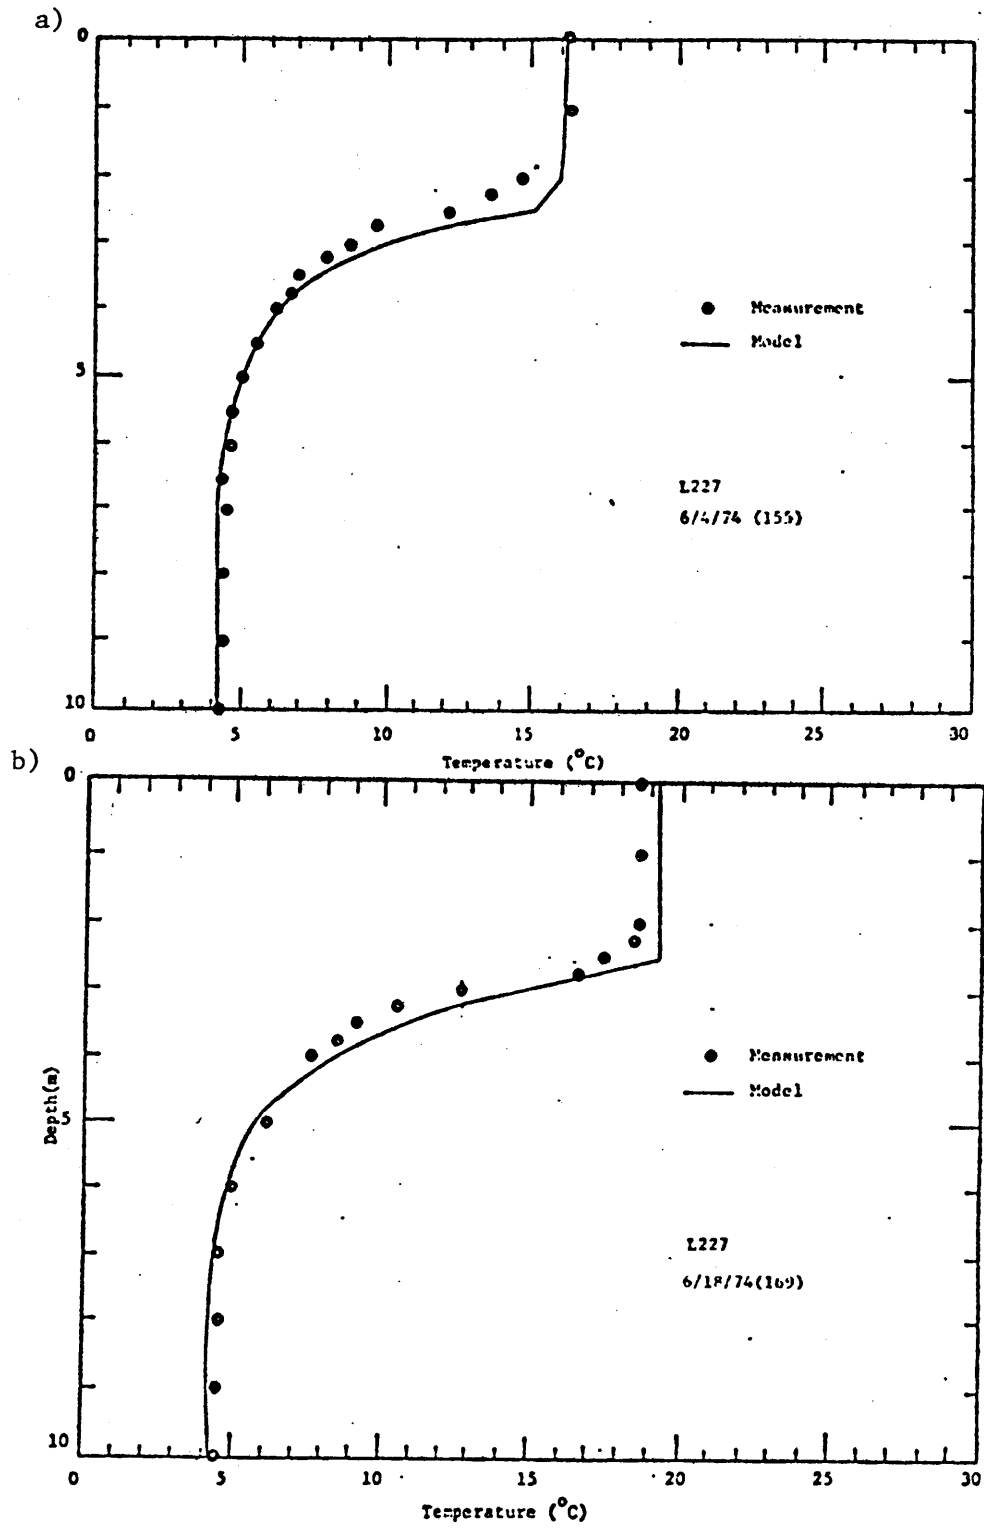 a)
0
5
10
Measurement
Model
L227
6/4/74 (155)
0 5 10 15 20 25 30
Temperature (°C)
b)
0
Depth(m)
5
10
Measurement
Model
L227
6/18/74(169)
0 5 10 15 20 25 30
Temperature (°C)